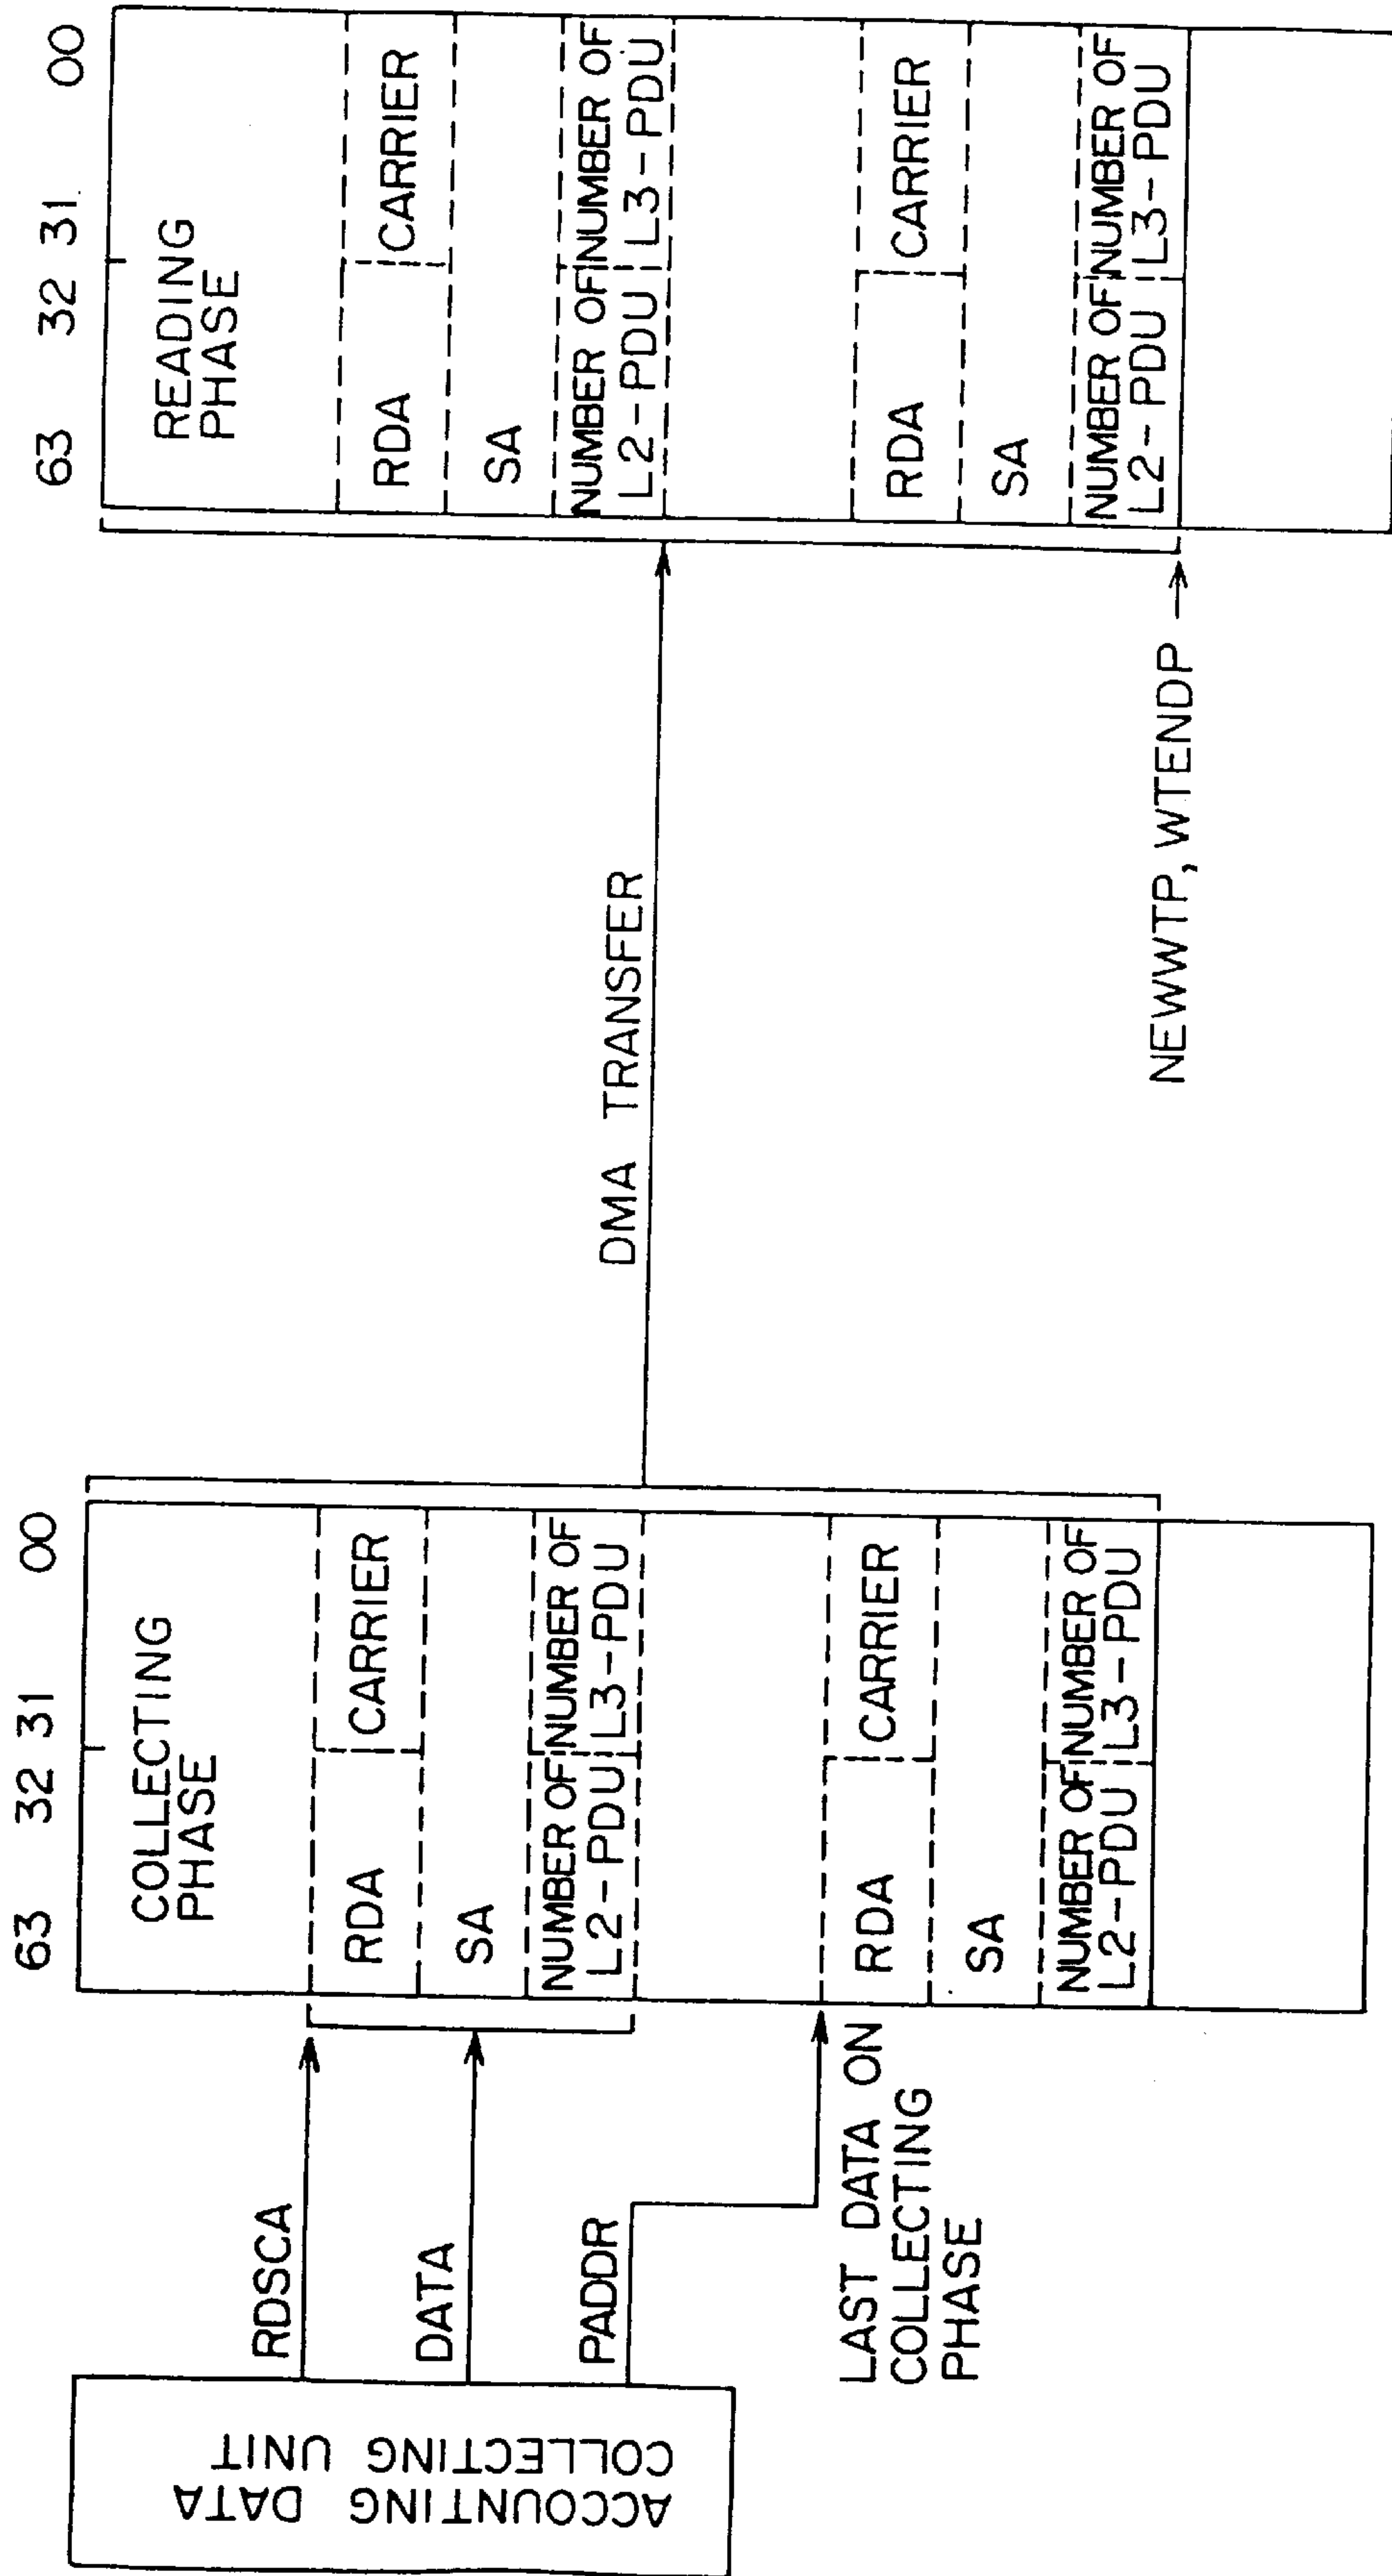 ACCOUNTING DATA
COLLECTING UNIT
RDSCA
DATA
PADDR
LAST DATA ON
COLLECTING
PHASE
63 32 31 00
COLLECTING
PHASE
RDA CARRIER
SA
NUMBER OF NUMBER OF
L2-PDU L3-PDU
RDA CARRIER
SA
NUMBER OF NUMBER OF
L2-PDU L3-PDU
DMA TRANSFER
NEWWTP, WTENDP
63 32 31 00
READING
PHASE
RDA CARRIER
SA
NUMBER OF NUMBER OF
L2-PDU L3-PDU
RDA CARRIER
SA
NUMBER OF NUMBER OF
L2-PDU L3-PDU